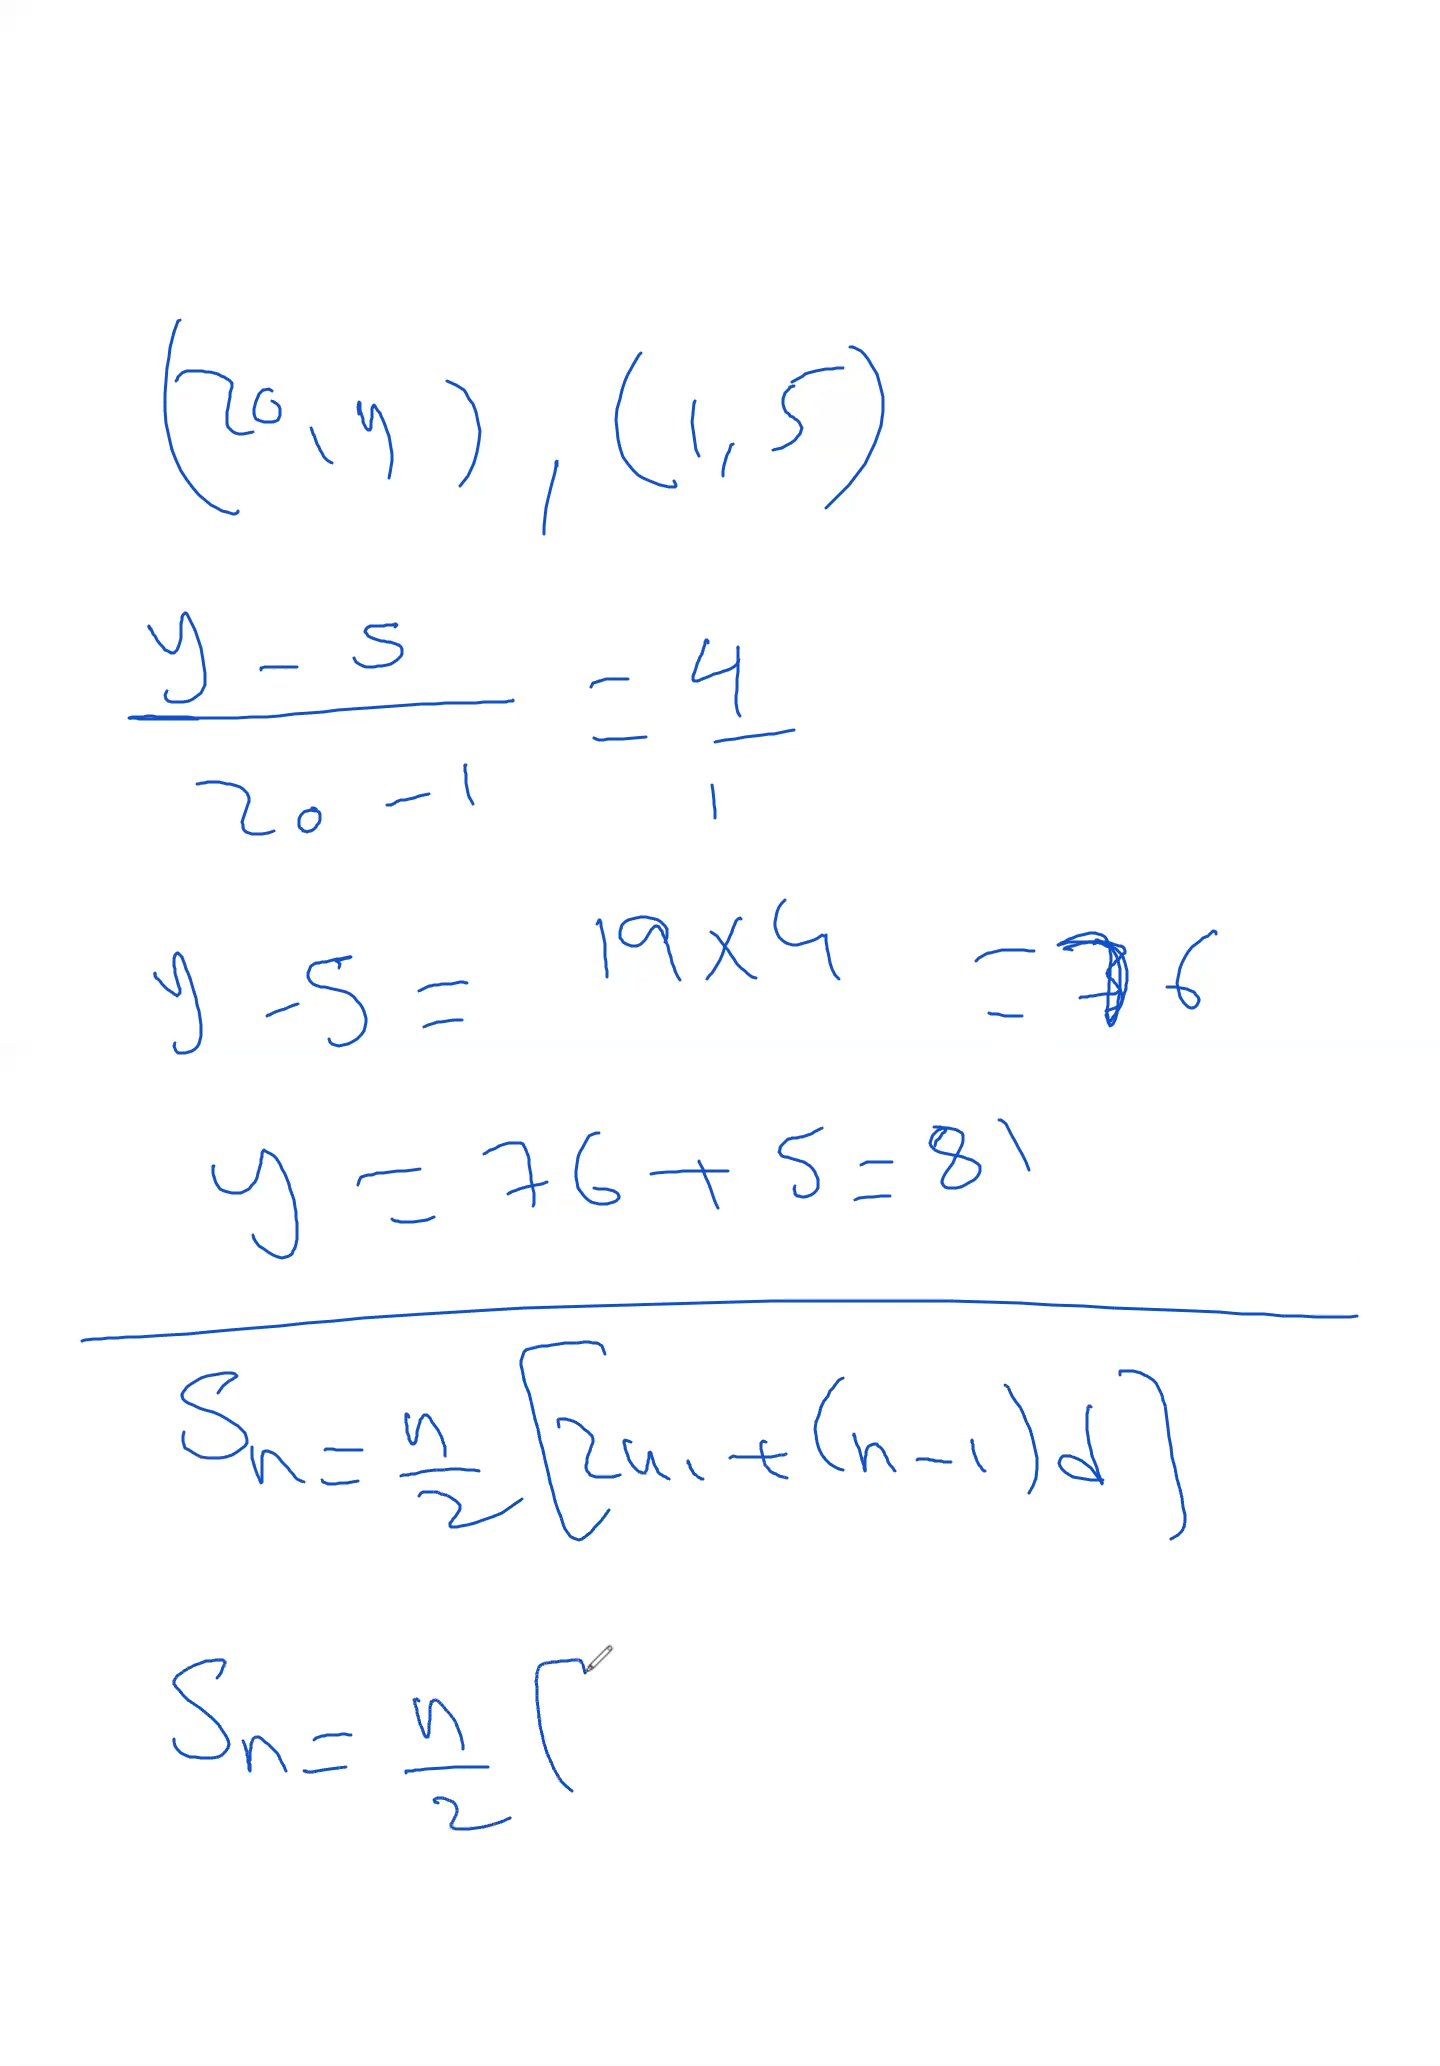 (20, y), (1, 5)
y - 5 / 20 - 1 = 4 / 1
y - 5 = 19 × 4 = 76
y = 76 + 5 = 81
Sn = n/2 [2u1 + (n - 1)d]
Sn = n/2 [